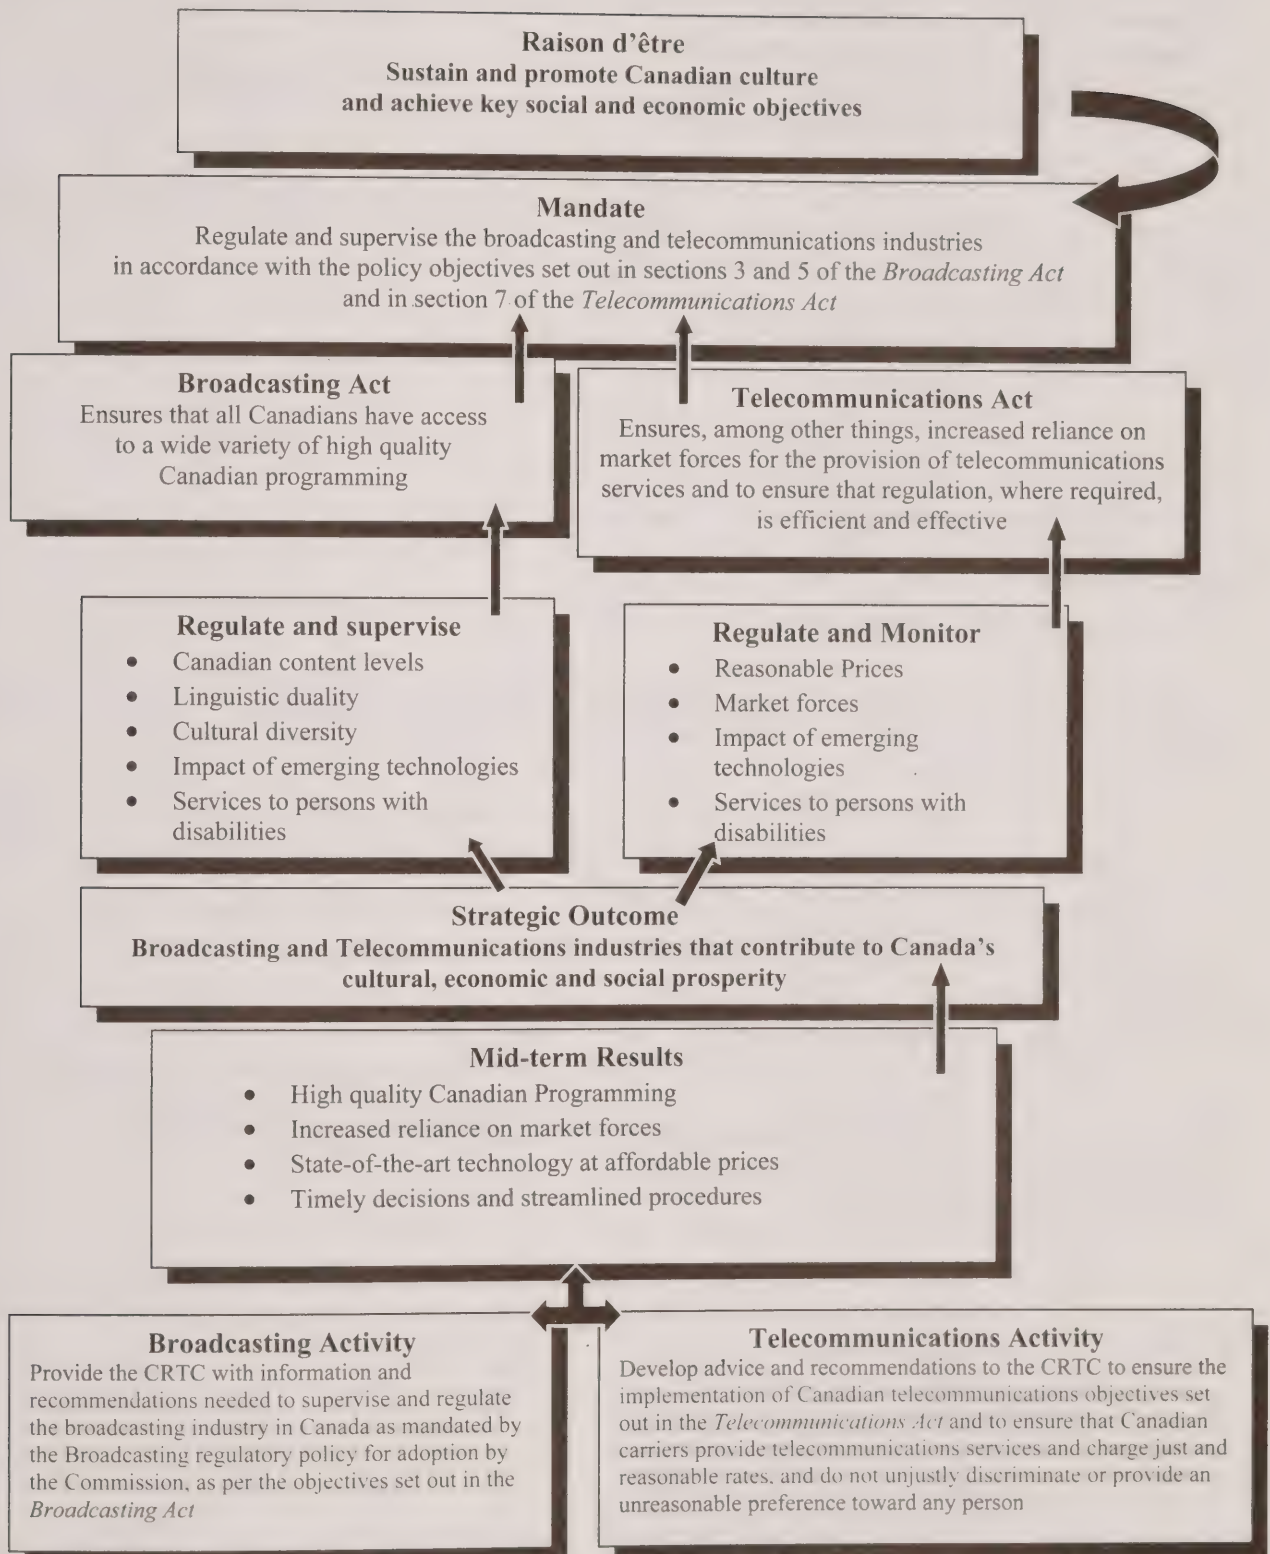 Raison d'être
Sustain and promote Canadian culture
and achieve key social and economic objectives
Mandate
Regulate and supervise the broadcasting and telecommunications industries
in accordance with the policy objectives set out in sections 3 and 5 of the Broadcasting Act
and in section 7 of the Telecommunications Act
Broadcasting Act
Ensures that all Canadians have access
to a wide variety of high quality
Canadian programming
Telecommunications Act
Ensures, among other things, increased reliance on
market forces for the provision of telecommunications
services and to ensure that regulation, where required,
is efficient and effective
Regulate and supervise
• Canadian content levels
• Linguistic duality
• Cultural diversity
• Impact of emerging technologies
• Services to persons with
disabilities
Regulate and Monitor
• Reasonable Prices
• Market forces
• Impact of emerging
technologies
• Services to persons with
disabilities
Strategic Outcome
Broadcasting and Telecommunications industries that contribute to Canada's
cultural, economic and social prosperity
Mid-term Results
• High quality Canadian Programming
• Increased reliance on market forces
• State-of-the-art technology at affordable prices
• Timely decisions and streamlined procedures
Broadcasting Activity
Provide the CRTC with information and
recommendations needed to supervise and regulate
the broadcasting industry in Canada as mandated by
the Broadcasting regulatory policy for adoption by
the Commission, as per the objectives set out in the
Broadcasting Act
Telecommunications Activity
Develop advice and recommendations to the CRTC to ensure the
implementation of Canadian telecommunications objectives set
out in the Telecommunications Act and to ensure that Canadian
carriers provide telecommunications services and charge just and
reasonable rates, and do not unjustly discriminate or provide an
unreasonable preference toward any person